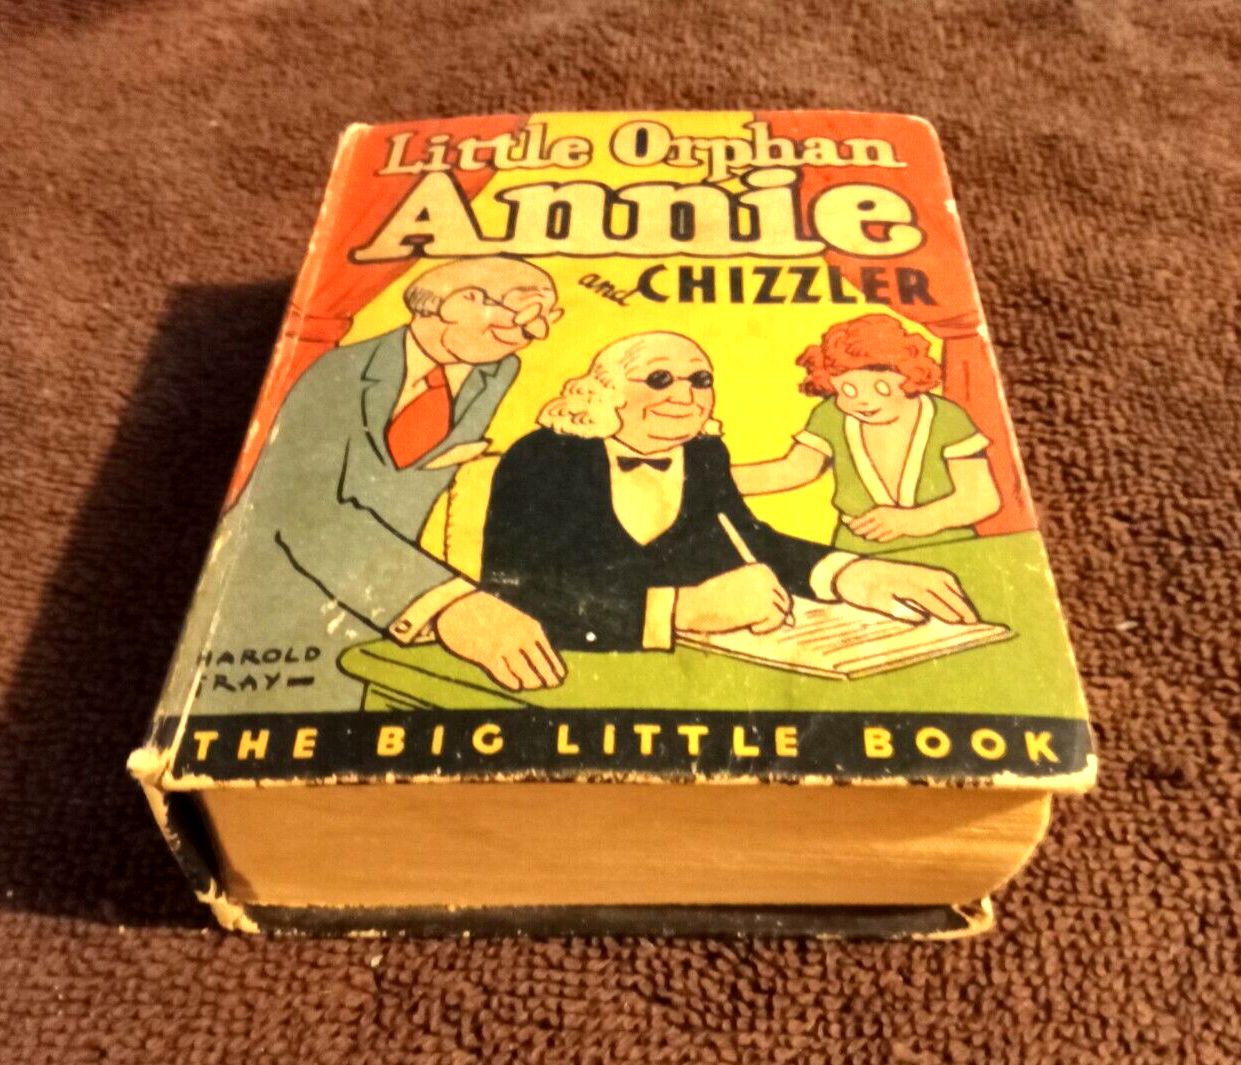 Little Orphan
Annie
and CHIZZLER
HAROLD
GRAY
THE BIG LITTLE BOOK